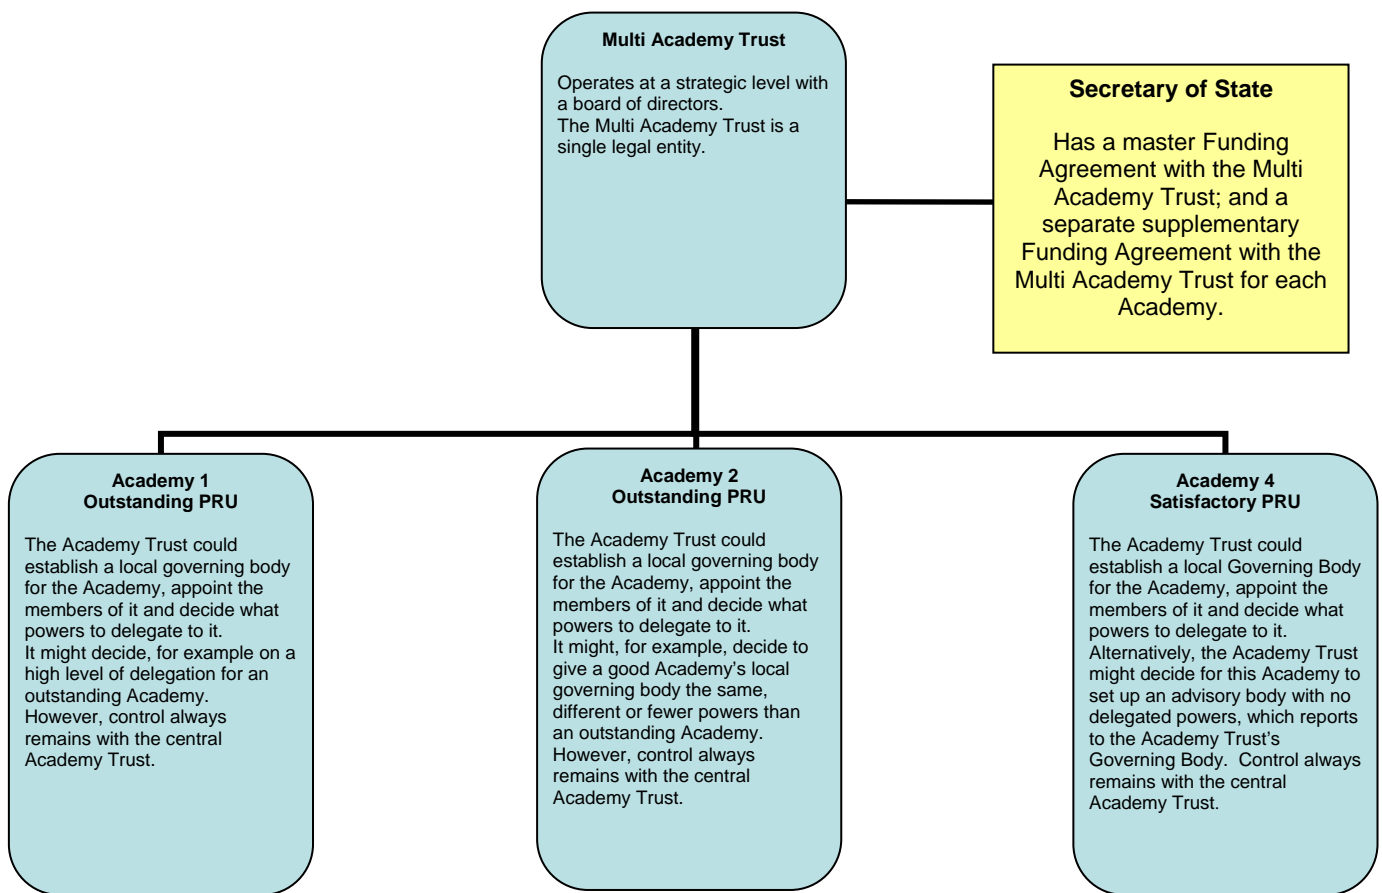 Multi Academy Trust
Operates at a strategic level with
a board of directors.
The Multi Academy Trust is a
single legal entity.
Secretary of State
Has a master Funding
Agreement with the Multi
Academy Trust; and a
separate supplementary
Funding Agreement with the
Multi Academy Trust for each
Academy.
Academy 1
Outstanding PRU
The Academy Trust could
establish a local governing body
for the Academy, appoint the
members of it and decide what
powers to delegate to it.
It might decide, for example on a
high level of delegation for an
outstanding Academy.
However, control always
remains with the central
Academy Trust.
Academy 2
Outstanding PRU
The Academy Trust could
establish a local governing body
for the Academy, appoint the
members of it and decide what
powers to delegate to it.
It might, for example, decide to
give a good Academy's local
governing body the same,
different or fewer powers than
an outstanding Academy.
However, control always
remains with the central
Academy Trust.
Academy 4
Satisfactory PRU
The Academy Trust could
establish a local Governing Body
for the Academy, appoint the
members of it and decide what
powers to delegate to it.
Alternatively, the Academy Trust
might decide for this Academy to
set up an advisory body with no
delegated powers, which reports
to the Academy Trust's
Governing Body.  Control always
remains with the central
Academy Trust.